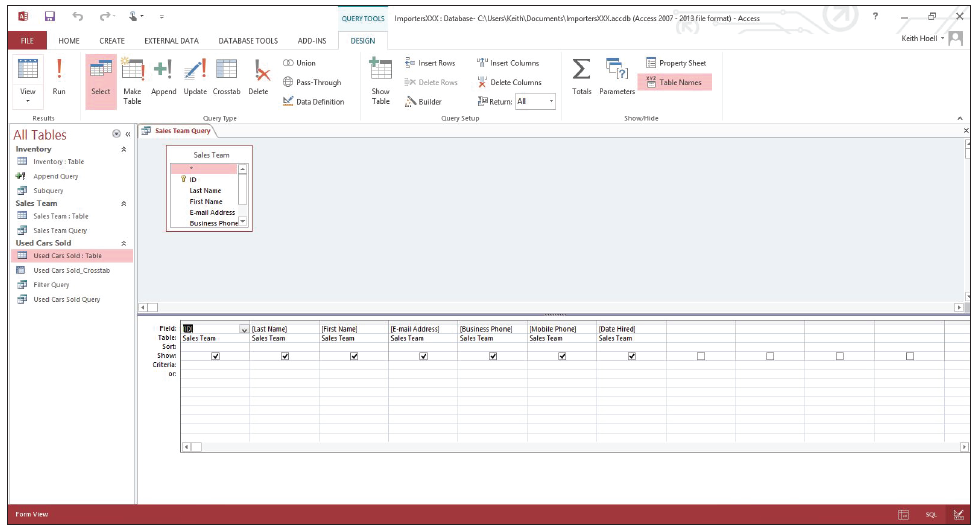 QUERY TOOLS ImportersXXX : Database- C:\Users\Keith\Documents\ImportersXXX.accdb (Access 2007 - 2013 file format) - Access ?
FILE HOME CREATE EXTERNAL DATA DATABASE TOOLS ADD-INS DESIGN Keith Hoell
View Run Select Make Table Append Update Crosstab Delete
Union
Pass-Through
Data Definition
Show Table
Insert Rows
Delete Rows
Builder
Insert Columns
Delete Columns
Return: All
Totals Parameters
Property Sheet
XYZ Table Names
Results Query Type Query Setup Show/Hide
All Tables
Inventory
Inventory : Table
Append Query
Subquery
Sales Team
Sales Team : Table
Sales Team Query
Used Cars Sold
Used Cars Sold : Table
Used Cars Sold_Crosstab
Filter Query
Used Cars Sold Query
Sales Team Query
Sales Team
*
ID
Last Name
First Name
E-mail Address
Business Phone
Field: [ID] [Last Name] [First Name] [E-mail Address] [Business Phone] [Mobile Phone] [Date Hired]
Table: Sales Team Sales Team Sales Team Sales Team Sales Team Sales Team Sales Team
Sort:
Show:
Criteria:
or:
Form View SQL